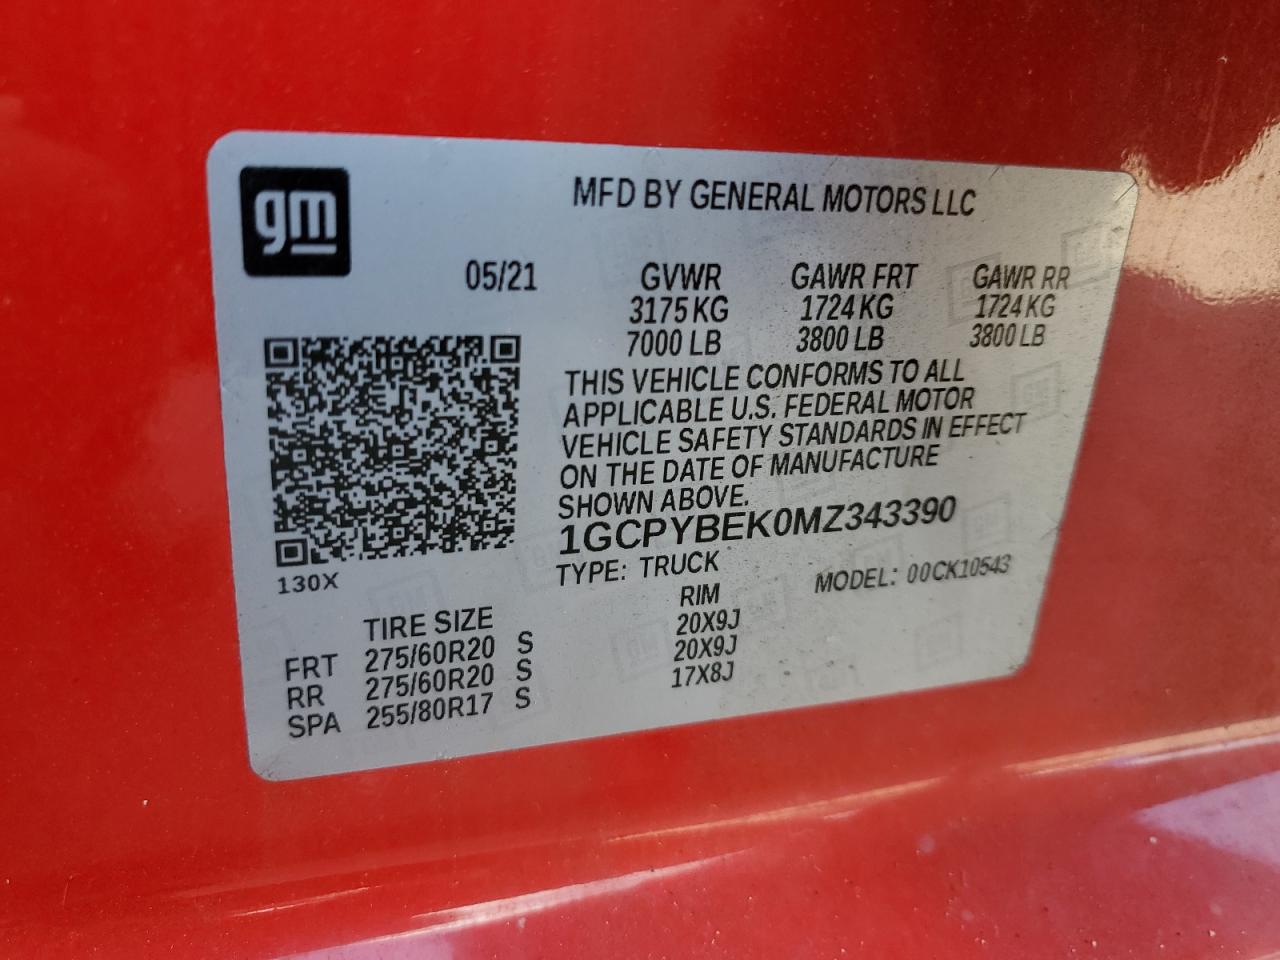 gm
MFD BY GENERAL MOTORS LLC
05/21 GVWR GAWR FRT GAWR RR
3175 KG 1724 KG 1724 KG
7000 LB 3800 LB 3800 LB
THIS VEHICLE CONFORMS TO ALL
APPLICABLE U.S. FEDERAL MOTOR
VEHICLE SAFETY STANDARDS IN EFFECT
ON THE DATE OF MANUFACTURE
SHOWN ABOVE.
1GCPYBEK0MZ343390
TYPE: TRUCK MODEL: 00CK10543
130X
TIRE SIZE RIM
FRT 275/60R20 S 20X9J
RR 275/60R20 S 20X9J
SPA 255/80R17 S 17X8J